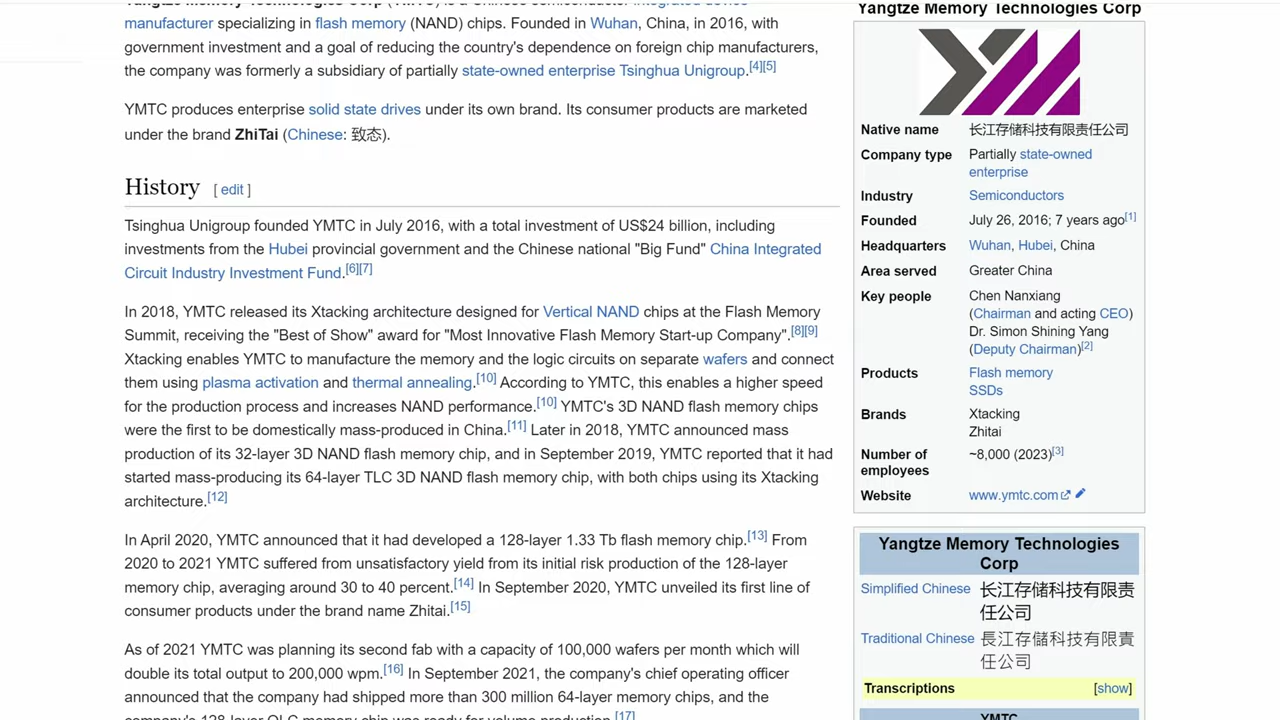 Yangtze Memory Technologies Corp (YMTC) is a Chinese semiconductor integrated device
manufacturer specializing in flash memory (NAND) chips. Founded in Wuhan, China, in 2016, with
government investment and a goal of reducing the country's dependence on foreign chip manufacturers,
the company was formerly a subsidiary of partially state-owned enterprise Tsinghua Unigroup.[4][5]
YMTC produces enterprise solid state drives under its own brand. Its consumer products are marketed
under the brand ZhiTai (Chinese: 致态).
History [ edit ]
Tsinghua Unigroup founded YMTC in July 2016, with a total investment of US$24 billion, including
investments from the Hubei provincial government and the Chinese national "Big Fund" China Integrated
Circuit Industry Investment Fund.[6][7]
In 2018, YMTC released its Xtacking architecture designed for Vertical NAND chips at the Flash Memory
Summit, receiving the "Best of Show" award for "Most Innovative Flash Memory Start-up Company".[8][9]
Xtacking enables YMTC to manufacture the memory and the logic circuits on separate wafers and connect
them using plasma activation and thermal annealing.[10] According to YMTC, this enables a higher speed
for the production process and increases NAND performance.[10] YMTC's 3D NAND flash memory chips
were the first to be domestically mass-produced in China.[11] Later in 2018, YMTC announced mass
production of its 32-layer 3D NAND flash memory chip, and in September 2019, YMTC reported that it had
started mass-producing its 64-layer TLC 3D NAND flash memory chip, with both chips using its Xtacking
architecture.[12]
In April 2020, YMTC announced that it had developed a 128-layer 1.33 Tb flash memory chip.[13] From
2020 to 2021 YMTC suffered from unsatisfactory yield from its initial risk production of the 128-layer
memory chip, averaging around 30 to 40 percent.[14] In September 2020, YMTC unveiled its first line of
consumer products under the brand name Zhitai.[15]
As of 2021 YMTC was planning its second fab with a capacity of 100,000 wafers per month which will
double its total output to 200,000 wpm.[16] In September 2021, the company's chief operating officer
announced that the company had shipped more than 300 million 64-layer memory chips, and the
company's 128-layer QLC memory chip was ready for volume production.[17]
Yangtze Memory Technologies Corp
Native name 长江存储科技有限责任公司
Company type Partially state-owned
enterprise
Industry Semiconductors
Founded July 26, 2016; 7 years ago[1]
Headquarters Wuhan, Hubei, China
Area served Greater China
Key people Chen Nanxiang
(Chairman and acting CEO)
Dr. Simon Shining Yang
(Deputy Chairman)[2]
Products Flash memory
SSDs
Brands Xtacking
Zhitai
Number of
employees ~8,000 (2023)[3]
Website www.ymtc.com
Yangtze Memory Technologies
Corp
Simplified Chinese 长江存储科技有限责
任公司
Traditional Chinese 長江存儲科技有限責
任公司
Transcriptions [show]
YMTC